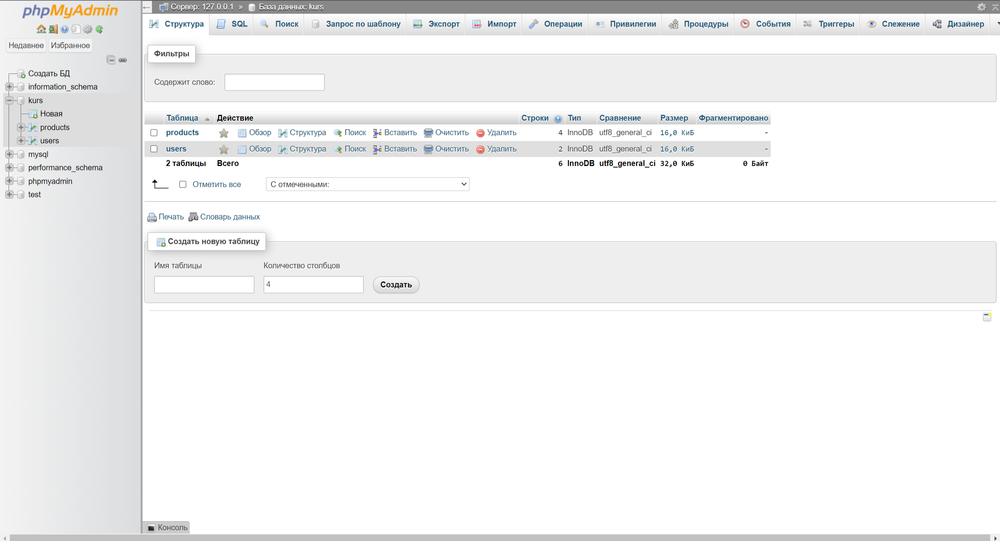 phpMyAdmin
Недавнее Избранное
Создать БД
information_schema
kurs
Новая
products
users
mysql
performance_schema
phpmyadmin
test
Сервер: 127.0.0.1 » База данных: kurs
Структура SQL Поиск Запрос по шаблону Экспорт Импорт Операции Привилегии Процедуры События Триггеры Слежение Дизайнер
Фильтры
Содержит слово:
Таблица Действие Строки Тип Сравнение Размер Фрагментировано
products Обзор Структура Поиск Вставить Очистить Удалить 4 InnoDB utf8_general_ci 16,0 КиБ -
users Обзор Структура Поиск Вставить Очистить Удалить 2 InnoDB utf8_general_ci 16,0 КиБ -
2 таблицы Всего 6 InnoDB utf8_general_ci 32,0 КиБ 0 Байт
Отметить все С отмеченными:
Печать Словарь данных
Создать новую таблицу
Имя таблицы Количество столбцов
4 Создать
Консоль